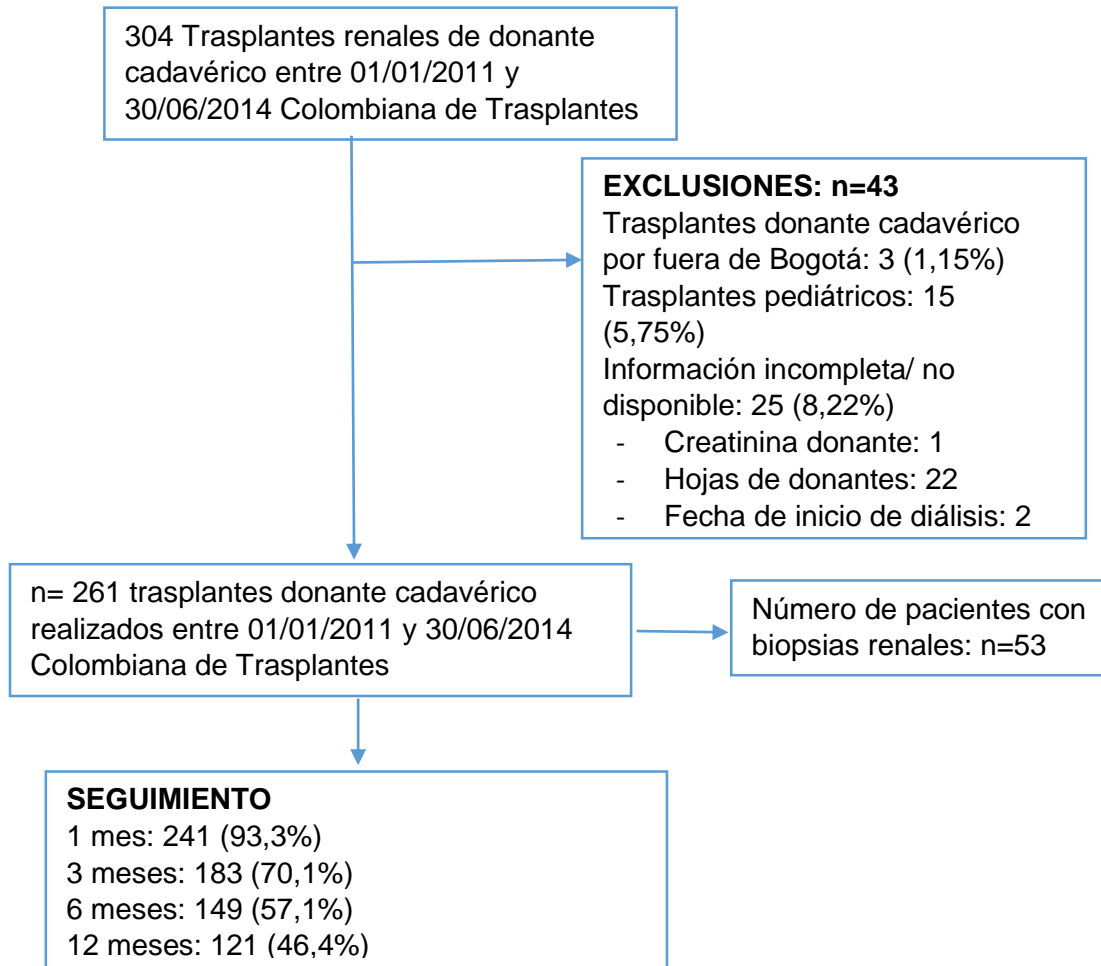 304 Trasplantes renales de donante
cadavérico entre 01/01/2011 y
30/06/2014 Colombiana de Trasplantes
EXCLUSIONES: n=43
Trasplantes donante cadavérico
por fuera de Bogotá: 3 (1,15%)
Trasplantes pediátricos: 15
(5,75%)
Información incompleta/ no
disponible: 25 (8,22%)
- Creatinina donante: 1
- Hojas de donantes: 22
- Fecha de inicio de diálisis: 2
n= 261 trasplantes donante cadavérico
realizados entre 01/01/2011 y 30/06/2014
Colombiana de Trasplantes
Número de pacientes con
biopsias renales: n=53
SEGUIMIENTO
1 mes: 241 (93,3%)
3 meses: 183 (70,1%)
6 meses: 149 (57,1%)
12 meses: 121 (46,4%)